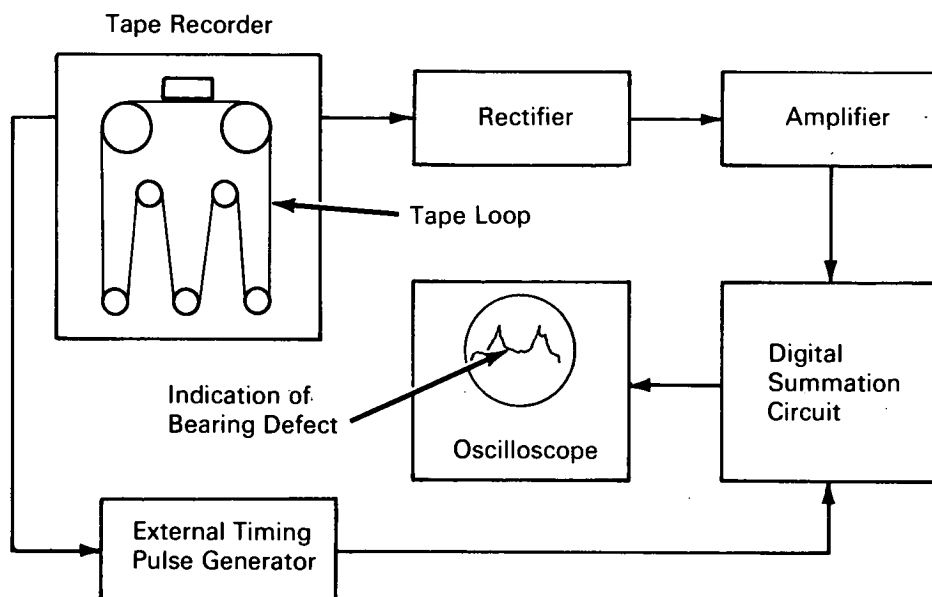 Tape Recorder
Rectifier
Amplifier
Tape Loop
Indication of
Bearing Defect
Oscilloscope
Digital
Summation
Circuit
External Timing
Pulse Generator